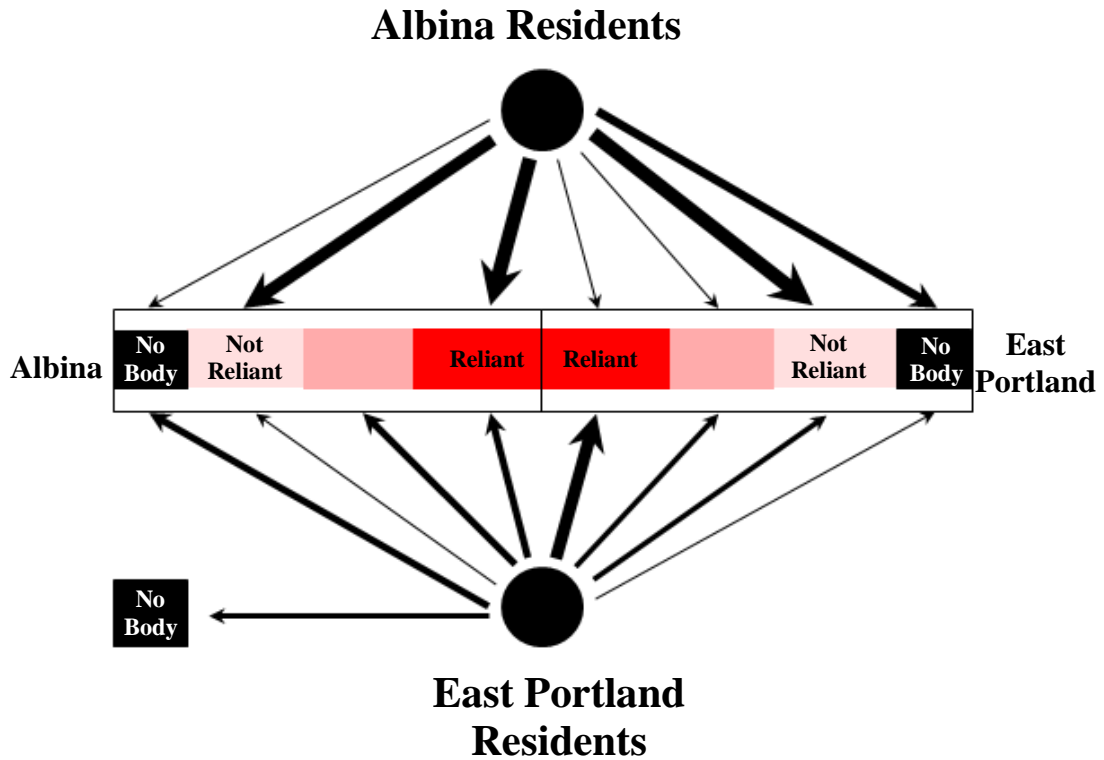 Albina Residents
Albina
No
Body
Not
Reliant
Reliant
Reliant
Not
Reliant
No
Body
East
Portland
No
Body
East Portland
Residents